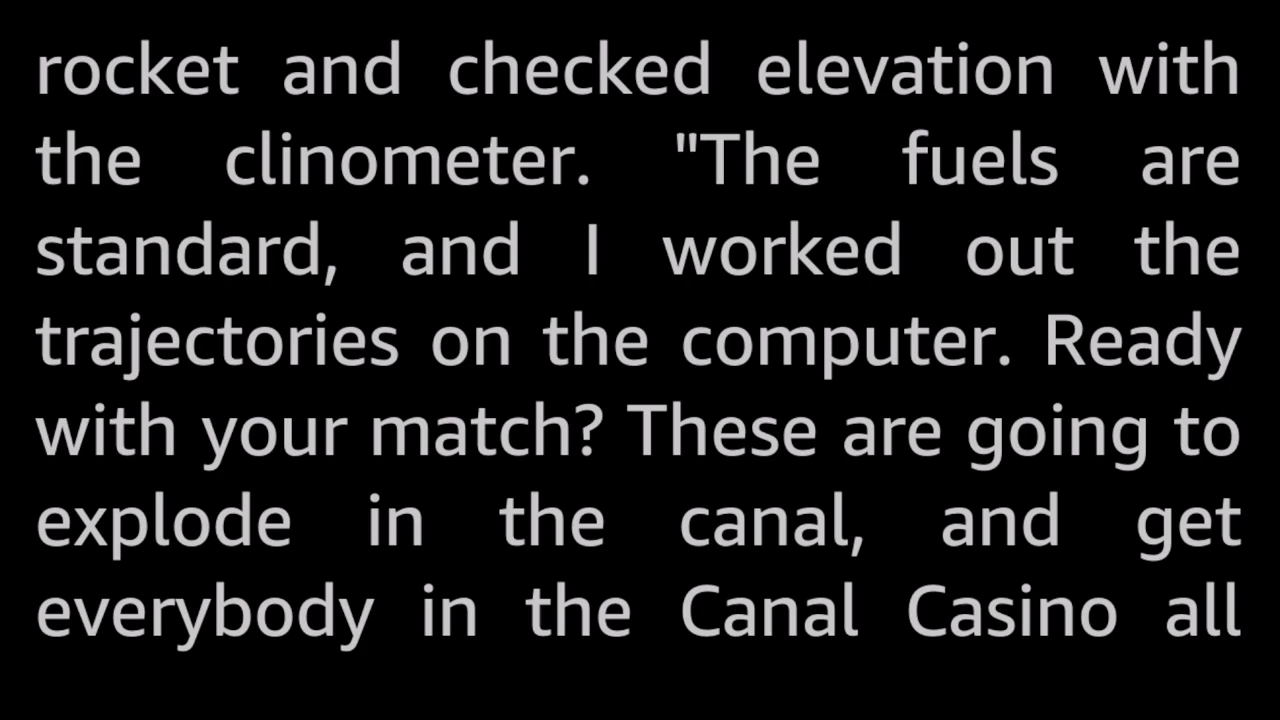 rocket and checked elevation with
the clinometer. "The fuels are
standard, and I worked out the
trajectories on the computer. Ready
with your match? These are going to
explode in the canal, and get
everybody in the Canal Casino all